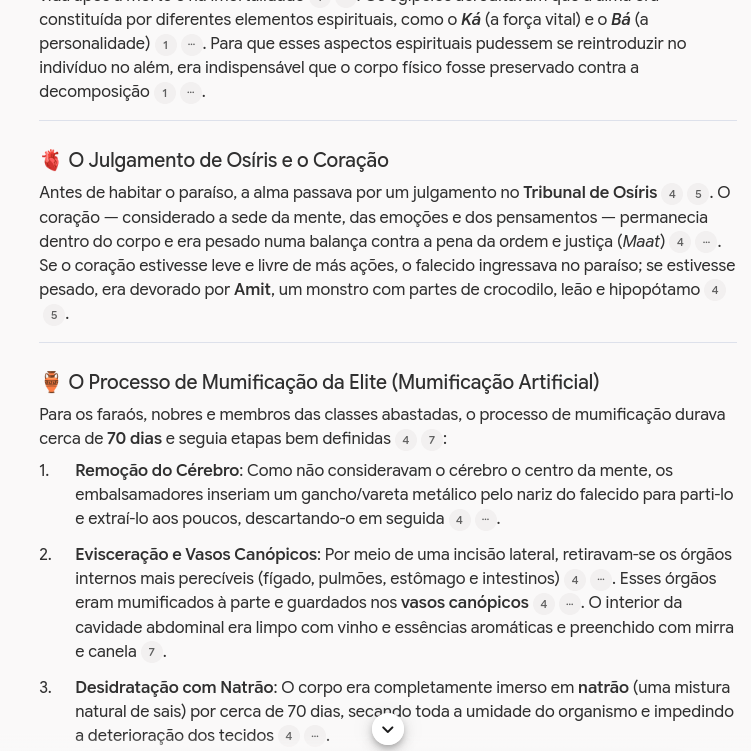 constituída por diferentes elementos espirituais, como o Ká (a força vital) e o Bá (a
personalidade) 1 ··· . Para que esses aspectos espirituais pudessem se reintroduzir no
indivíduo no além, era indispensável que o corpo físico fosse preservado contra a
decomposição 1 ··· .
🫀 O Julgamento de Osíris e o Coração
Antes de habitar o paraíso, a alma passava por um julgamento no Tribunal de Osíris 4 5 . O
coração — considerado a sede da mente, das emoções e dos pensamentos — permanecia
dentro do corpo e era pesado numa balança contra a pena da ordem e justiça (Maat) 4 ··· .
Se o coração estivesse leve e livre de más ações, o falecido ingressava no paraíso; se estivesse
pesado, era devorado por Amit, um monstro com partes de crocodilo, leão e hipopótamo 4
5 .
🏺 O Processo de Mumificação da Elite (Mumificação Artificial)
Para os faraós, nobres e membros das classes abastadas, o processo de mumificação durava
cerca de 70 dias e seguia etapas bem definidas 4 7 :
1. Remoção do Cérebro: Como não consideravam o cérebro o centro da mente, os
embalsamadores inseriam um gancho/vareta metálico pelo nariz do falecido para parti-lo
e extraí-lo aos poucos, descartando-o em seguida 4 ··· .
2. Evisceração e Vasos Canópicos: Por meio de uma incisão lateral, retiravam-se os órgãos
internos mais perecíveis (fígado, pulmões, estômago e intestinos) 4 ··· . Esses órgãos
eram mumificados à parte e guardados nos vasos canópicos 4 ··· . O interior da
cavidade abdominal era limpo com vinho e essências aromáticas e preenchido com mirra
e canela 7 .
3. Desidratação com Natrão: O corpo era completamente imerso em natrão (uma mistura
natural de sais) por cerca de 70 dias, secando toda a umidade do organismo e impedindo
a deterioração dos tecidos 4 ··· .